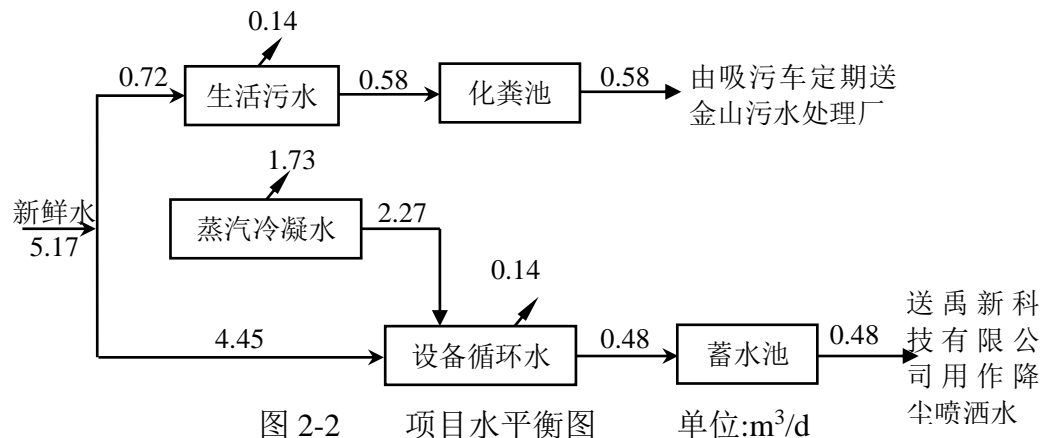 0.14
0.72
生活污水
0.58
化粪池
0.58
由吸污车定期送
金山污水处理厂
1.73
新鲜水
5.17
蒸汽冷凝水
2.27
0.14
4.45
设备循环水
0.48
蓄水池
0.48
送禹新科
技有限公
司用作降
尘喷洒水
图 2-2 项目水平衡图 单位:m³/d